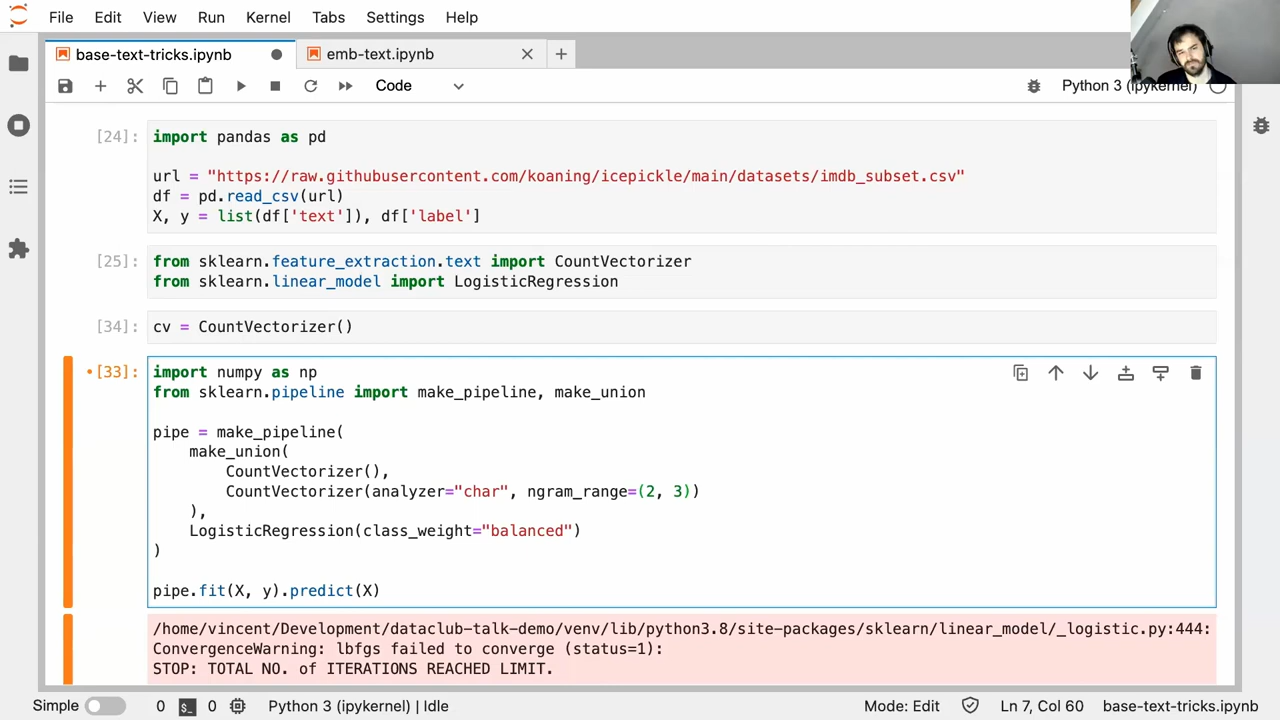 File Edit View Run Kernel Tabs Settings Help
base-text-tricks.ipynb
emb-text.ipynb
Code
Python 3 (ipykernel)
[24]:
import pandas as pd
url = "https://raw.githubusercontent.com/koaning/icepickle/main/datasets/imdb_subset.csv"
df = pd.read_csv(url)
X, y = list(df['text']), df['label']
[25]:
from sklearn.feature_extraction.text import CountVectorizer
from sklearn.linear_model import LogisticRegression
[34]:
cv = CountVectorizer()
[33]:
import numpy as np
from sklearn.pipeline import make_pipeline, make_union
pipe = make_pipeline(
make_union(
CountVectorizer(),
CountVectorizer(analyzer="char", ngram_range=(2, 3))
),
LogisticRegression(class_weight="balanced")
)
pipe.fit(X, y).predict(X)
/home/vincent/Development/dataclub-talk-demo/venv/lib/python3.8/site-packages/sklearn/linear_model/_logistic.py:444:
ConvergenceWarning: lbfgs failed to converge (status=1):
STOP: TOTAL NO. of ITERATIONS REACHED LIMIT.
Simple 0 $_ 0 Python 3 (ipykernel) | Idle Mode: Edit Ln 7, Col 60 base-text-tricks.ipynb